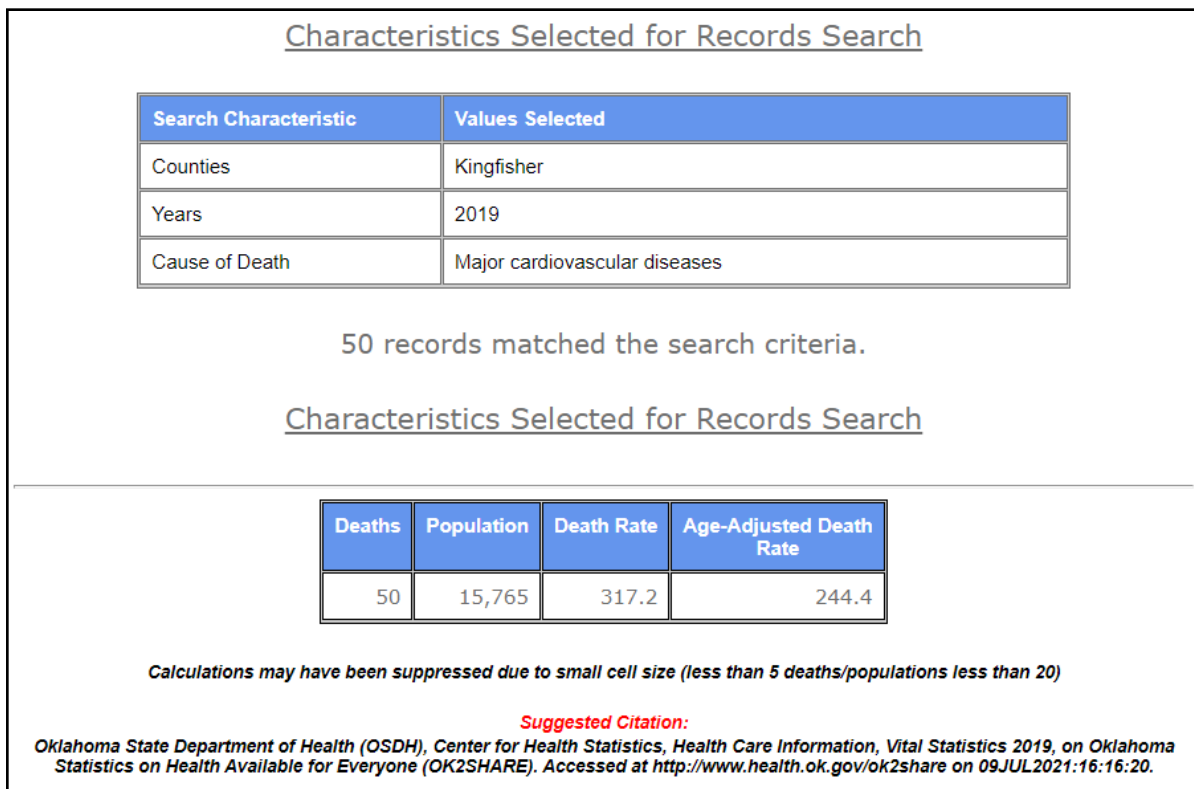 Characteristics Selected for Records Search
Search Characteristic Values Selected
Counties Kingfisher
Years 2019
Cause of Death Major cardiovascular diseases
50 records matched the search criteria.
Characteristics Selected for Records Search
Deaths Population Death Rate Age-Adjusted Death
Rate
50 15,765 317.2 244.4
Calculations may have been suppressed due to small cell size (less than 5 deaths/populations less than 20)
Suggested Citation:
Oklahoma State Department of Health (OSDH), Center for Health Statistics, Health Care Information, Vital Statistics 2019, on Oklahoma
Statistics on Health Available for Everyone (OK2SHARE). Accessed at http://www.health.ok.gov/ok2share on 09JUL2021:16:16:20.